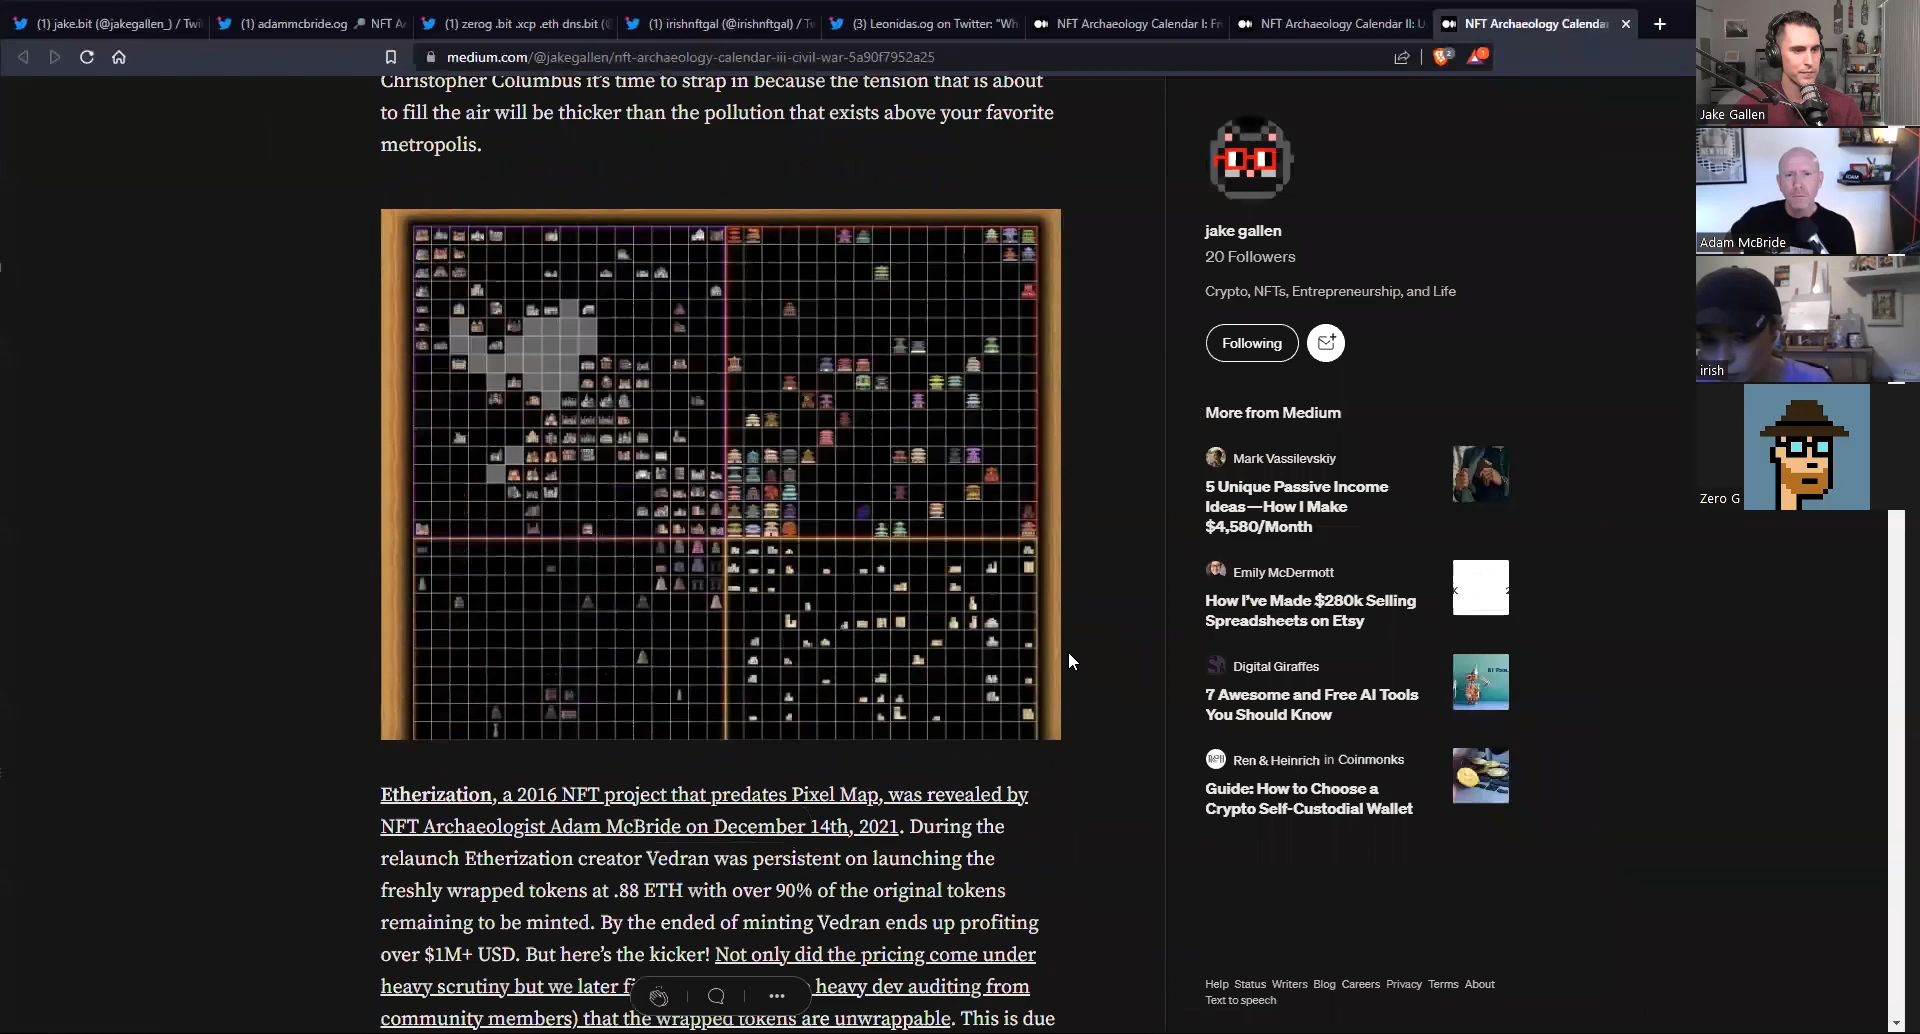 (1) jake.bit (@jakegallen_) / Twi
(1) adammcbride.og 🔎 NFT A
(1) zerog .bit .xcp .eth dns.bit (@
(1) irishnftgal (@irishnftgal) / Tw
(3) Leonidas.og on Twitter: "Wh
NFT Archaeology Calendar I: Fr
NFT Archaeology Calendar II: U
NFT Archaeology Calenda
medium.com/@jakegallen/nft-archaeology-calendar-iii-civil-war-5a90f7952a25
2
1
Christopher Columbus it's time to strap in because the tension that is about
to fill the air will be thicker than the pollution that exists above your favorite
metropolis.
Etherization, a 2016 NFT project that predates Pixel Map, was revealed by
NFT Archaeologist Adam McBride on December 14th, 2021. During the
relaunch Etherization creator Vedran was persistent on launching the
freshly wrapped tokens at .88 ETH with over 90% of the original tokens
remaining to be minted. By the ended of minting Vedran ends up profiting
over $1M+ USD. But here's the kicker! Not only did the pricing come under
heavy scrutiny but we later fi heavy dev auditing from
community members) that the wrapped tokens are unwrappable. This is due
jake gallen
20 Followers
Crypto, NFTs, Entrepreneurship, and Life
Following
More from Medium
Mark Vassilevskiy
5 Unique Passive Income
Ideas — How I Make
$4,580/Month
Emily McDermott
How I've Made $280k Selling
Spreadsheets on Etsy
Digital Giraffes
7 Awesome and Free AI Tools
You Should Know
Ren & Heinrich in Coinmonks
Guide: How to Choose a
Crypto Self-Custodial Wallet
Help Status Writers Blog Careers Privacy Terms About
Text to speech
Jake Gallen
Adam McBride
irish
Zero G